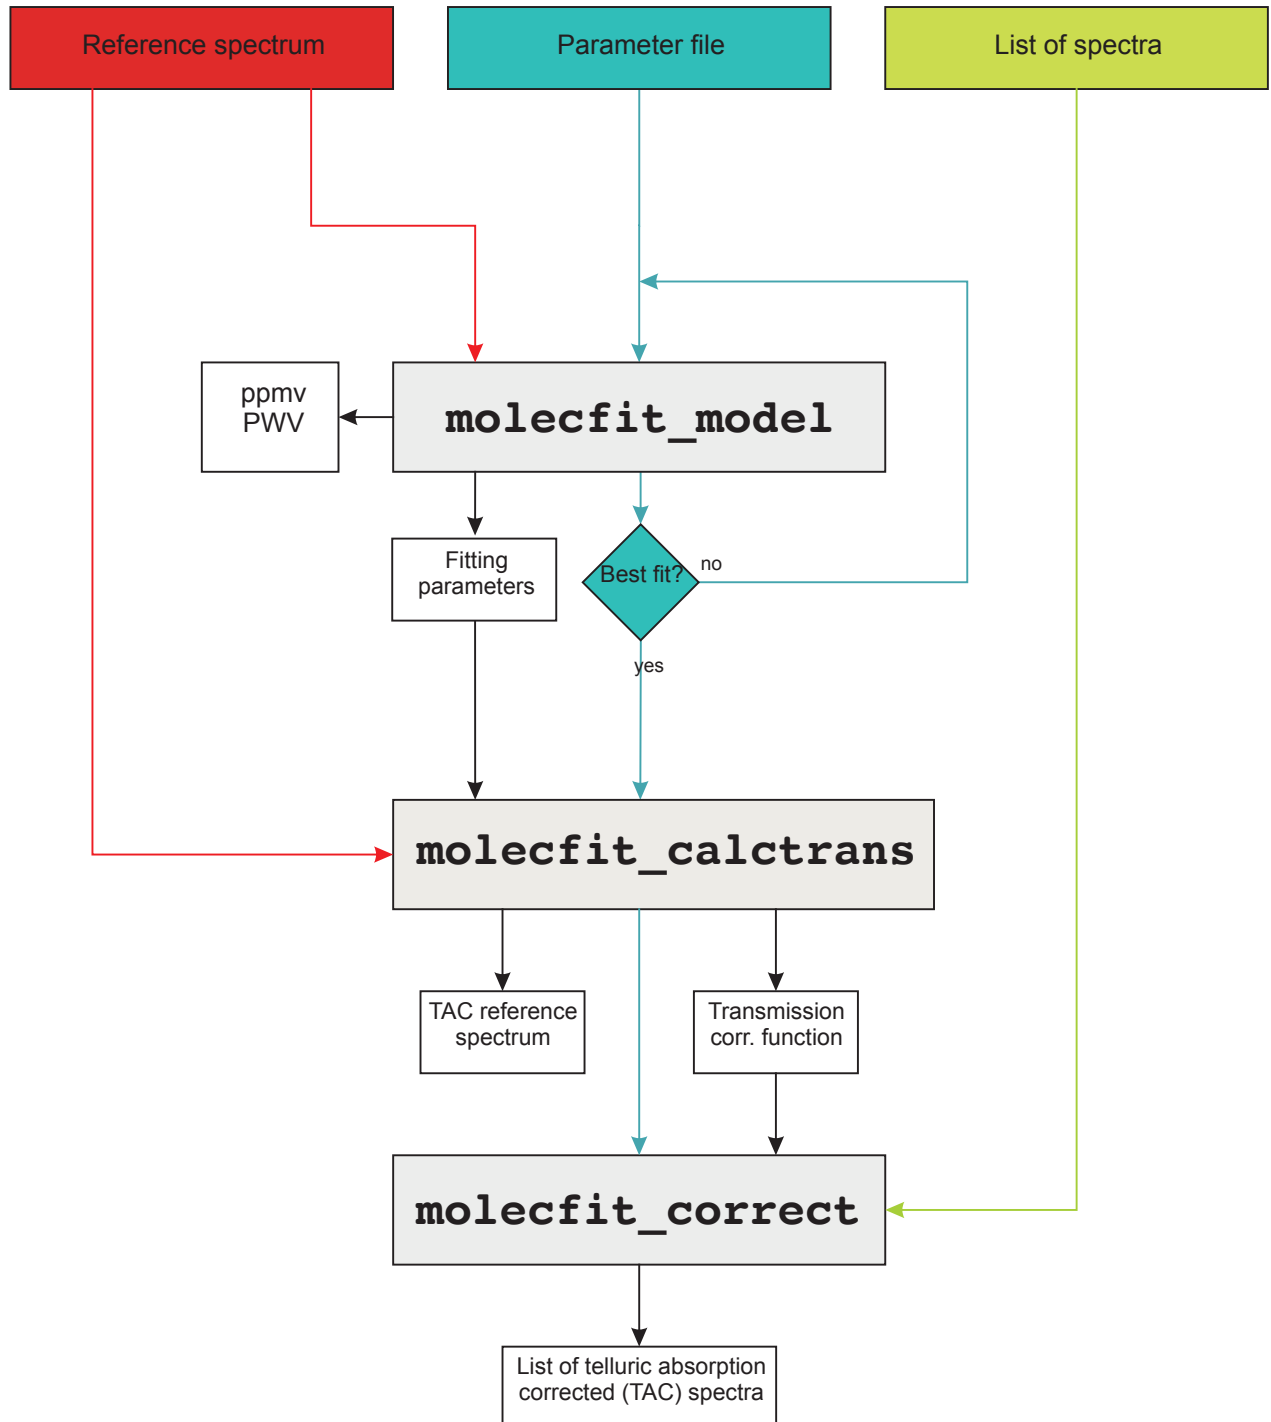 Reference spectrum
Parameter file
List of spectra
ppmv
PWV
molecfit_model
Fitting
parameters
Best fit?
no
yes
molecfit_calctrans
TAC reference
spectrum
Transmission
corr. function
molecfit_correct
List of telluric absorption
corrected (TAC) spectra